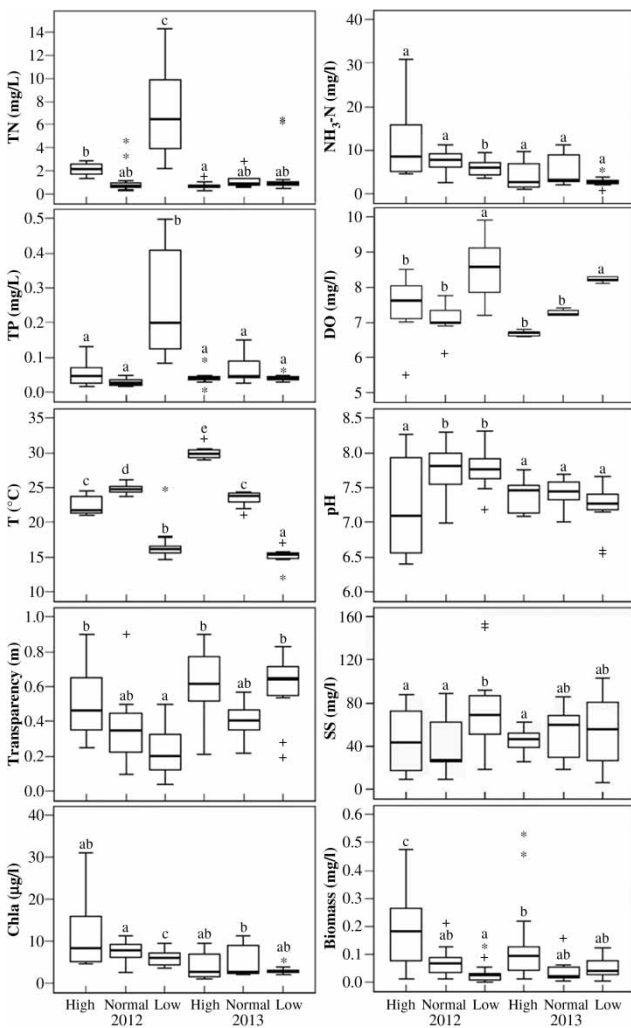 TN (mg/L)
14
12
10
8
6
4
2
0
b
ab
c
a
ab
ab
NH3-N (mg/l)
40
30
20
10
0
a
a
b
a
a
a
TP (mg/L)
0.5
0.4
0.3
0.2
0.1
0.0
a
a
b
a
a
a
DO (mg/l)
10
9
8
7
6
5
b
b
a
b
b
a
T (°C)
35
30
25
20
15
10
c
d
b
e
c
a
pH
8.5
8.0
7.5
7.0
6.5
6.0
a
b
b
a
a
a
Transparency (m)
1.0
0.8
0.6
0.4
0.2
0.0
b
ab
a
b
ab
b
SS (mg/l)
160
120
80
40
0
a
a
b
a
ab
ab
Chla (µg/l)
40
30
20
10
0
ab
a
c
ab
b
ab
Biomass (mg/l)
0.6
0.5
0.4
0.3
0.2
0.1
0.0
c
ab
a
b
ab
ab
High Normal Low High Normal Low
2012 2013
High Normal Low High Normal Low
2012 2013